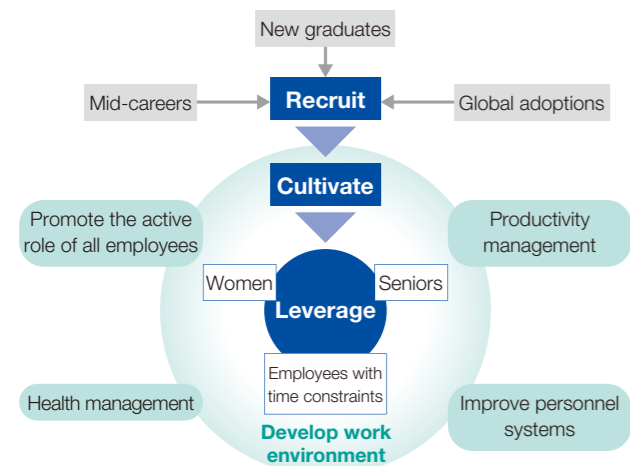 New graduates
Mid-careers
Recruit
Global adoptions
Cultivate
Promote the active
role of all employees
Productivity
management
Women
Seniors
Leverage
Employees with
time constraints
Health management
Improve personnel
systems
Develop work
environment